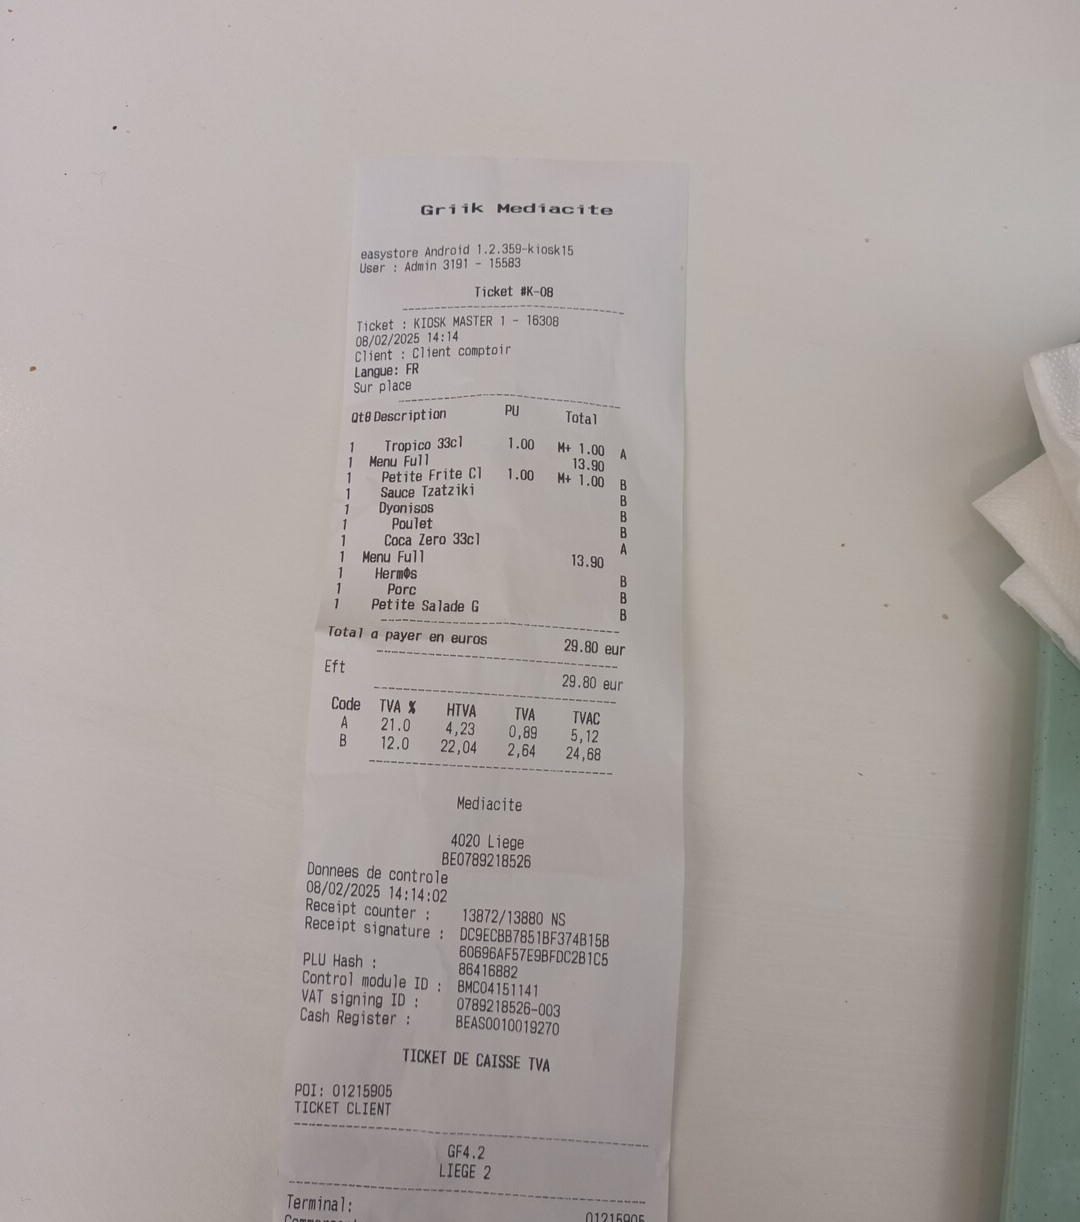 Griik Mediacite
easystore Android 1.2.359-kiosk15
User : Admin 3191 - 15583
Ticket #K-08
Ticket : KIOSK MASTER 1 - 16308
08/02/2025 14:14
Client : Client comptoir
Langue: FR
Sur place
Qtθ Description PU Total
1 Tropico 33cl 1.00 M+ 1.00 A
1 Menu Full 13.90
1 Petite Frite Cl 1.00 M+ 1.00 B
1 Sauce Tzatziki B
1 Dyonisos B
1 Poulet B
1 Coca Zero 33cl A
1 Menu Full 13.90
1 HermΦs B
1 Porc B
1 Petite Salade G B
Total a payer en euros 29.80 eur
Eft 29.80 eur
Code TVA % HTVA TVA TVAC
A 21.0 4,23 0,89 5,12
B 12.0 22,04 2,64 24,68
Mediacite
4020 Liege
BE0789218526
Donnees de controle
08/02/2025 14:14:02
Receipt counter : 13872/13880 NS
Receipt signature : DC9ECBB7851BF374B15B
60696AF57E9BFDC2B1C5
PLU Hash : 86416882
Control module ID : BMC04151141
VAT signing ID : 0789218526-003
Cash Register : BEAS0010019270
TICKET DE CAISSE TVA
POI: 01215905
TICKET CLIENT
GF4.2
LIEGE 2
Terminal: 01215905